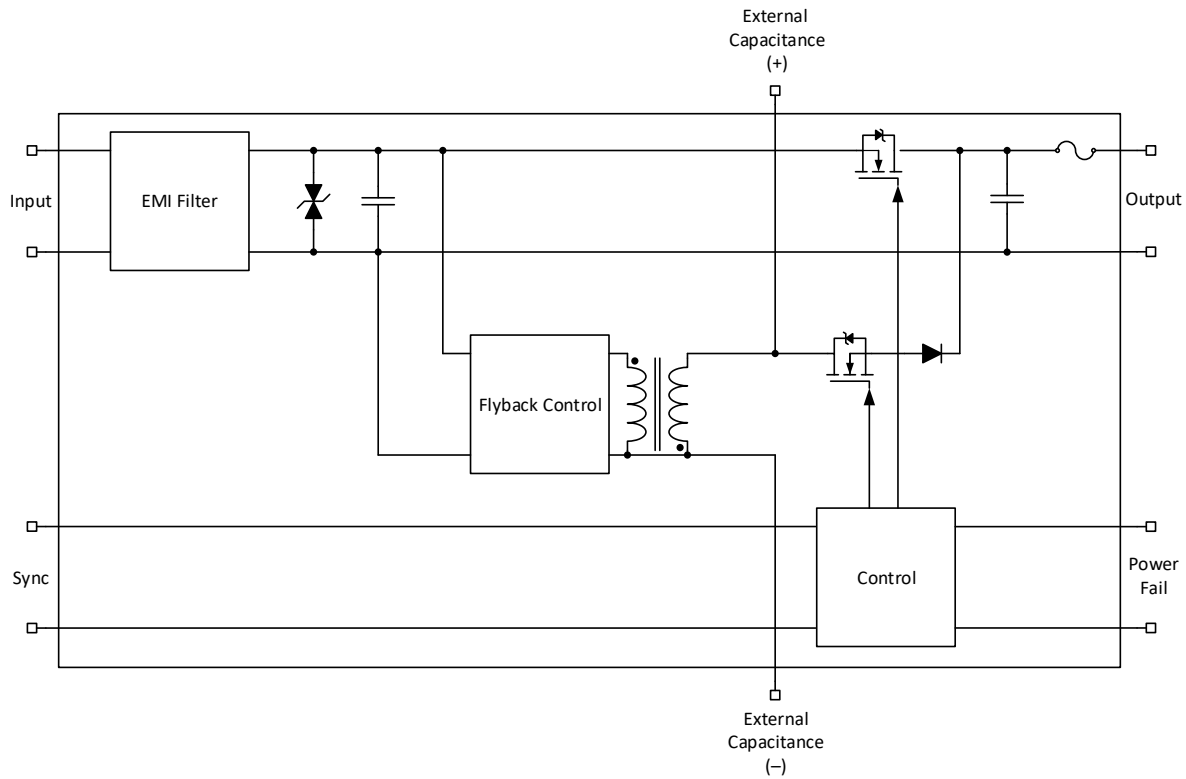 External
Capacitance
(+)
Input
EMI Filter
Output
Flyback Control
Sync
Control
Power
Fail
External
Capacitance
(–)